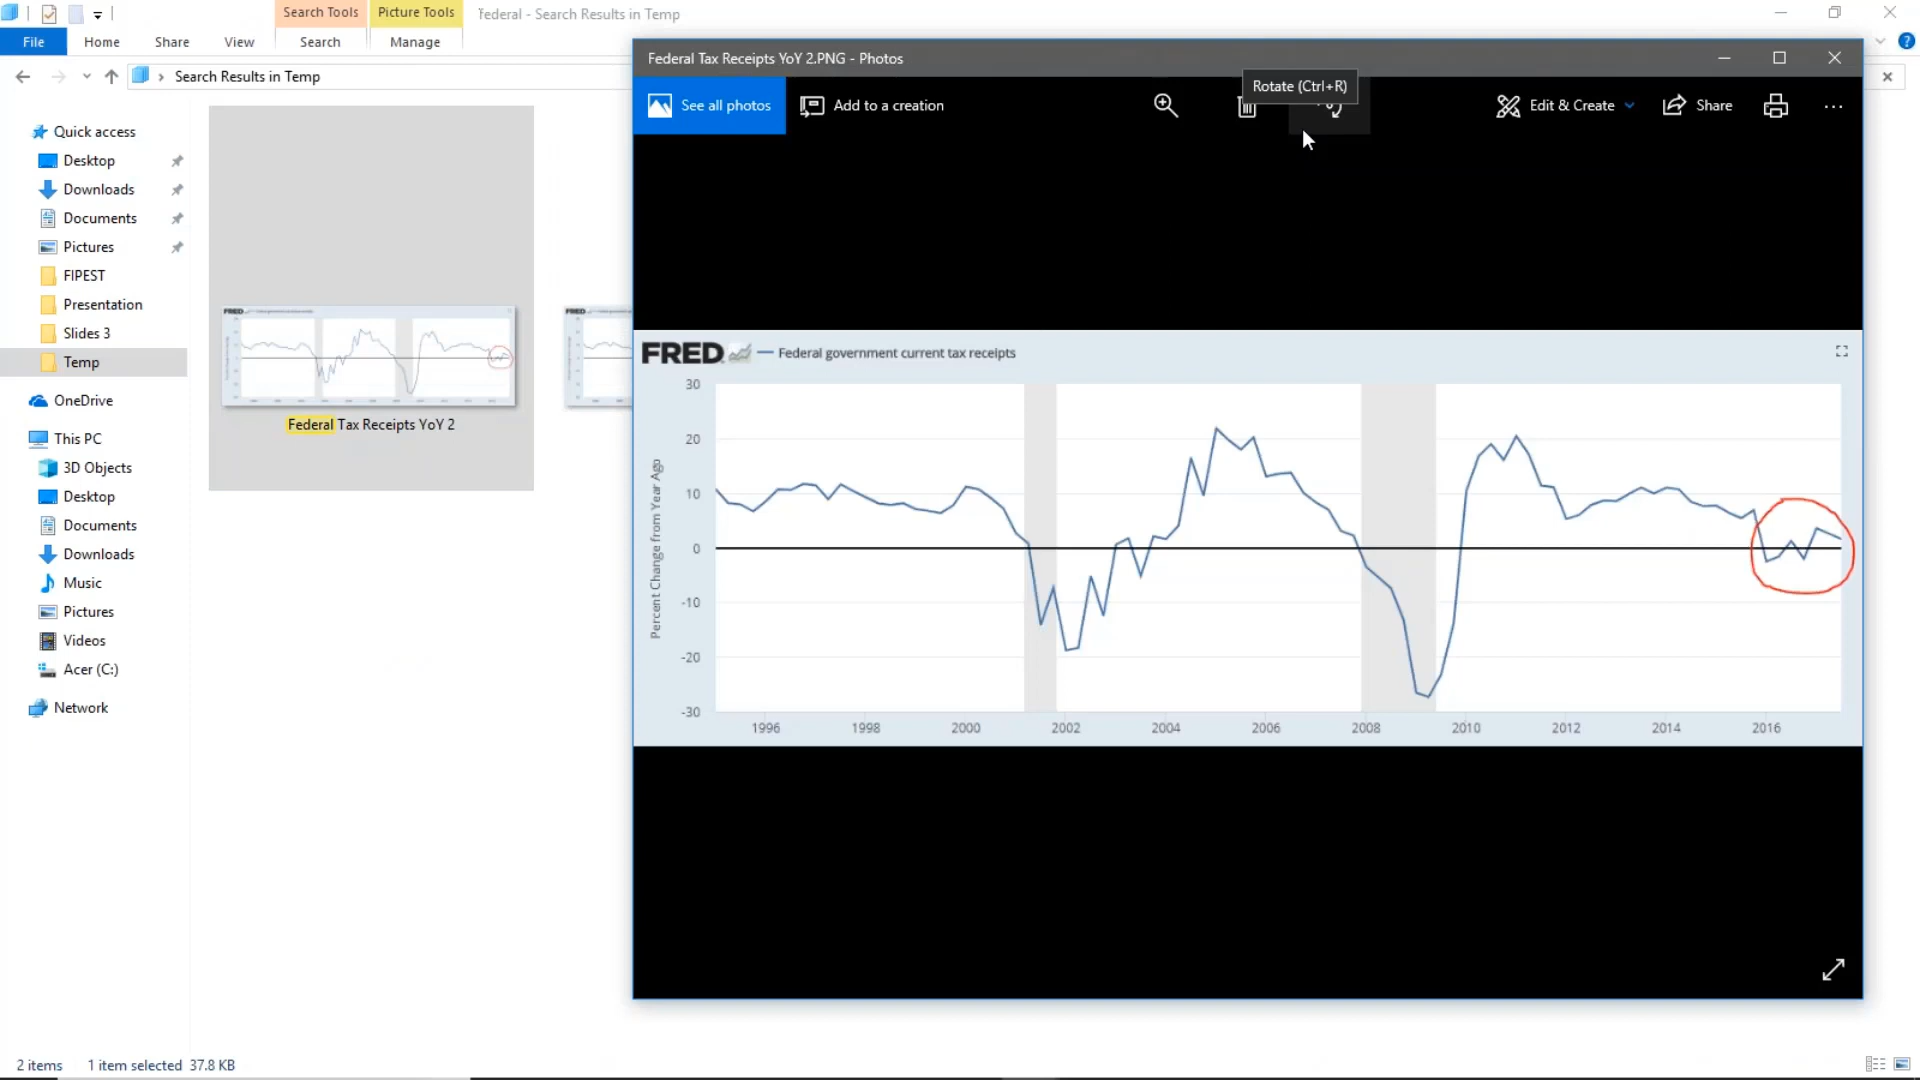 Search Tools
Picture Tools
Federal - Search Results in Temp
File
Home
Share
View
Search
Manage
Search Results in Temp
Quick access
Desktop
Downloads
Documents
Pictures
FIPEST
Presentation
Slides 3
Temp
OneDrive
This PC
3D Objects
Desktop
Documents
Downloads
Music
Pictures
Videos
Acer (C:)
Network
FRED
Federal Tax Receipts YoY 2
FRED
Federal Tax Receipts YoY 2.PNG - Photos
Rotate (Ctrl+R)
See all photos
Add to a creation
Edit & Create
Share
FRED — Federal government current tax receipts
Percent Change from Year Ago
30
20
10
0
-10
-20
-30
1996 1998 2000 2002 2004 2006 2008 2010 2012 2014 2016
2 items 1 item selected 37.8 KB